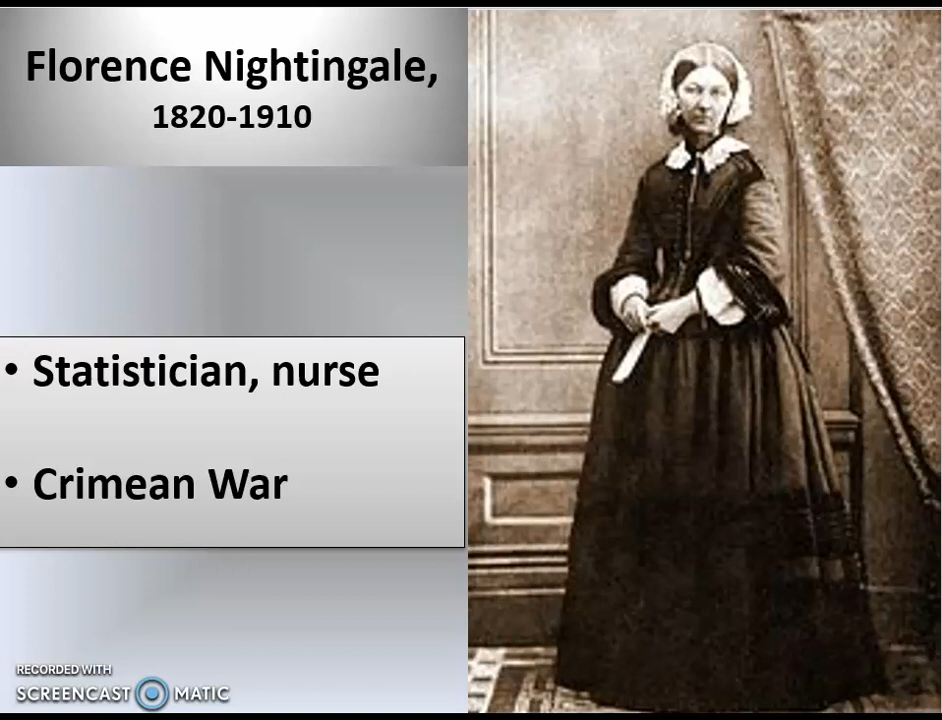 Florence Nightingale,
1820-1910
• Statistician, nurse
• Crimean War
RECORDED WITH
SCREENCAST MATIC